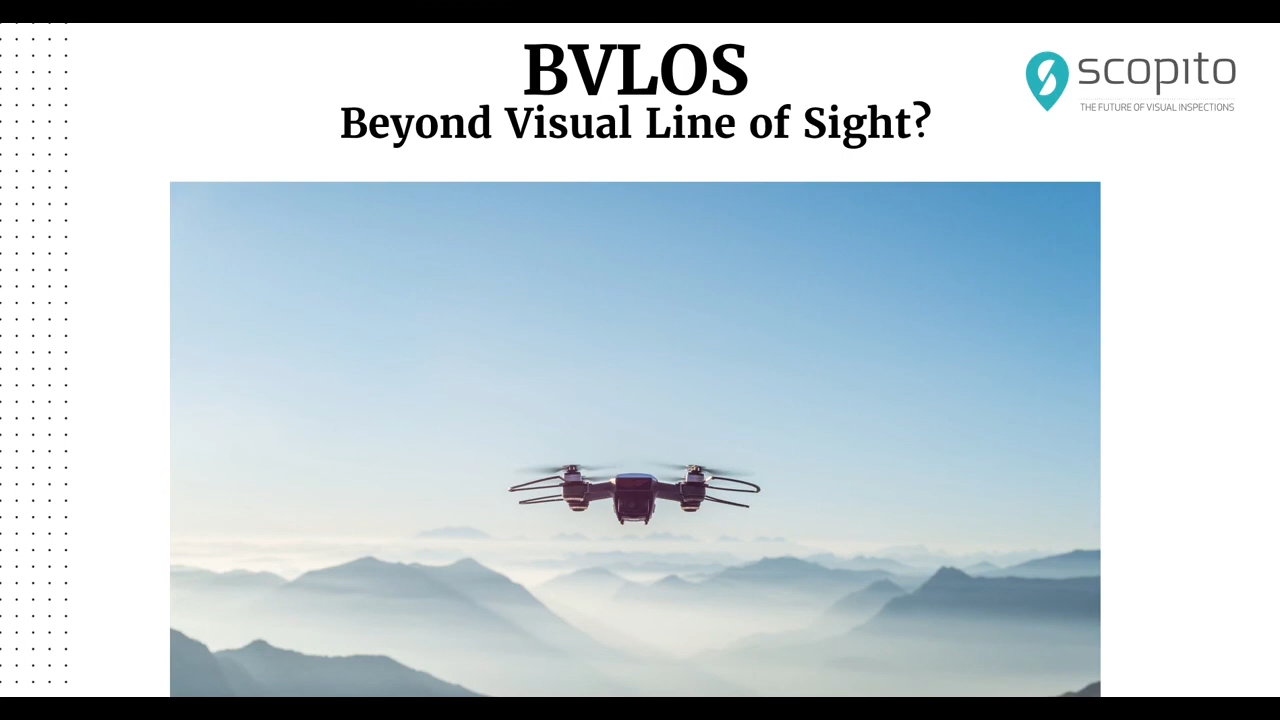 BVLOS
Beyond Visual Line of Sight?
scopito
THE FUTURE OF VISUAL INSPECTIONS